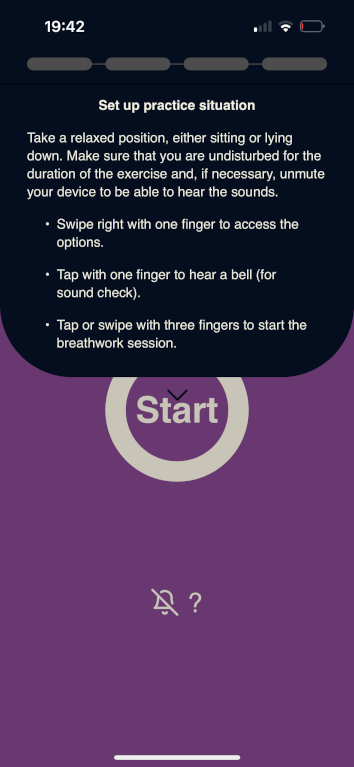 19:42
Set up practice situation
Take a relaxed position, either sitting or lying
down. Make sure that you are undisturbed for the
duration of the exercise and, if necessary, unmute
your device to be able to hear the sounds.
• Swipe right with one finger to access the
options.
• Tap with one finger to hear a bell (for
sound check).
• Tap or swipe with three fingers to start the
breathwork session.
Start
?